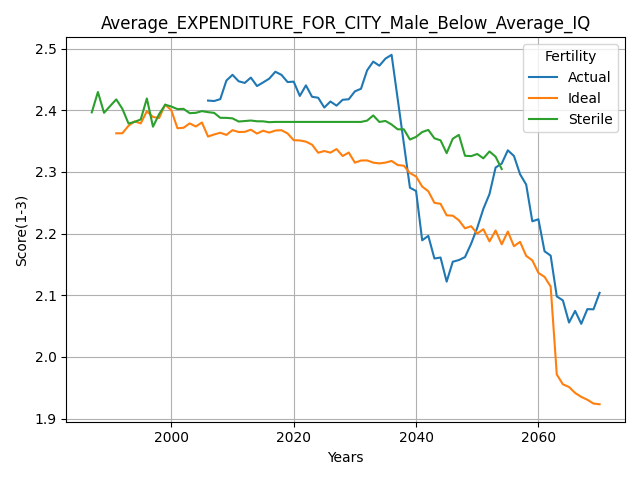 Average_EXPENDITURE_FOR_CITY_Male_Below_Average_IQ
2.5
2.4
2.3
2.2
2.1
2.0
1.9
Score(1-3)
Fertility
Actual
Ideal
Sterile
2000 2020 2040 2060
Years